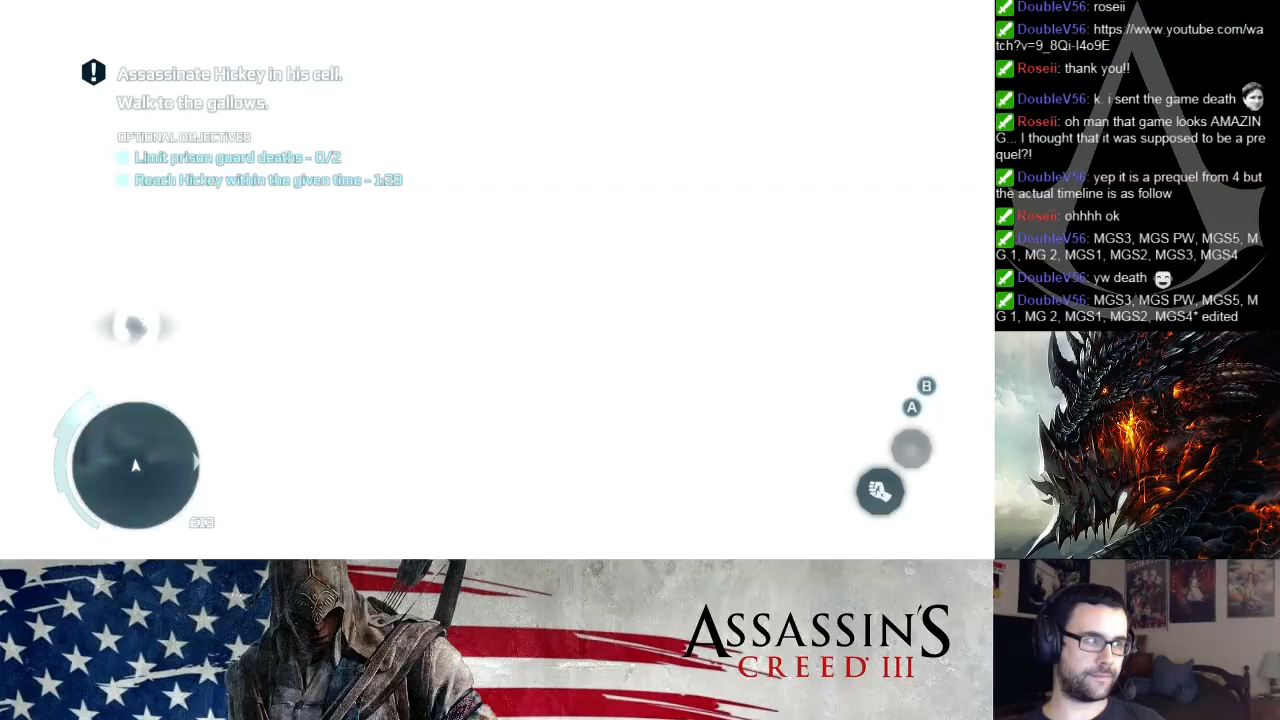 Assassinate Hickey in his cell.
Walk to the gallows.
OPTIONAL OBJECTIVES
Limit prison guard deaths - 0/2
Reach Hickey within the given time - 1:29
£13
B
A
DoubleV56: roseii
DoubleV56: https://www.youtube.com/wa
tch?v=9_8Qi-I4o9E
Roseii: thank you!!
DoubleV56: k. i sent the game death
Roseii: oh man that game looks AMAZIN
G... I thought that it was supposed to be a pre
quel?!
DoubleV56: yep it is a prequel from 4 but
the actual timeline is as follow
Roseii: ohhhh ok
DoubleV56: MGS3, MGS PW, MGS5, M
G 1, MG 2, MGS1, MGS2, MGS3, MGS4
DoubleV56: yw death
DoubleV56: MGS3, MGS PW, MGS5, M
G 1, MG 2, MGS1, MGS2, MGS4* edited
ASSASSIN'S
CREED III